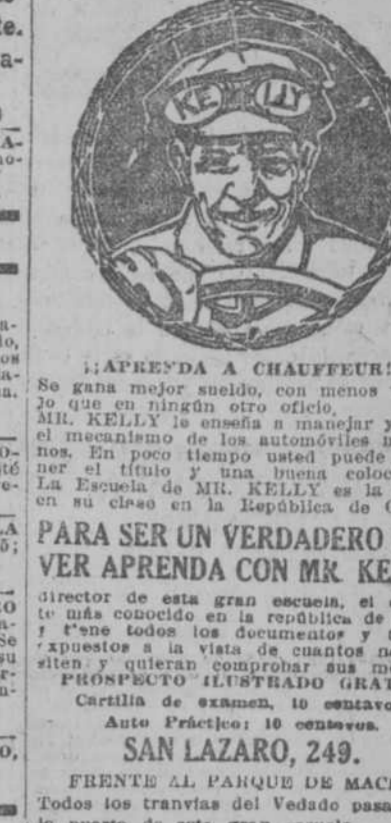 te.
KE LLY
¡¡APRENDA A CHAUFFEUR!
Se gana mejor sueldo, con menos
jo que en ningún otro oficio.
MR. KELLY le enseña a manejar y
el mecanismo de los automóviles
nos. En poco tiempo usted puede
ner el título y una buena coloc
La Escuela de MR. KELLY es la
en su clase en la República de C
PARA SER UN VERDADERO
VER APRENDA CON MR. KE
director de esta gran escuela, el
te más conocido en la república de
y tiene todos los documentos y
xpuestos a la vista de cuantos n
siten y quieran comprobar sus m
PROSPECTO ILUSTRADO GRAT
Cartilla de examen, 10 centavo
Auto Práctico: 10 centavos.
SAN LAZARO, 249.
FRENTE AL PARQUE DE MAC
Todos los tranvías del Vedado pasa